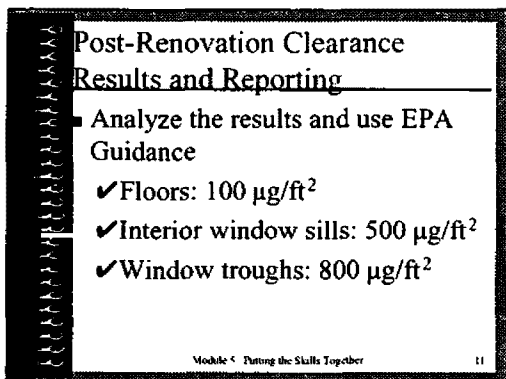 Post-Renovation Clearance
Results and Reporting
■ Analyze the results and use EPA
Guidance
✔Floors: 100 µg/ft²
✔Interior window sills: 500 µg/ft²
✔Window troughs: 800 µg/ft²
Module 5 Putting the Skills Together 11